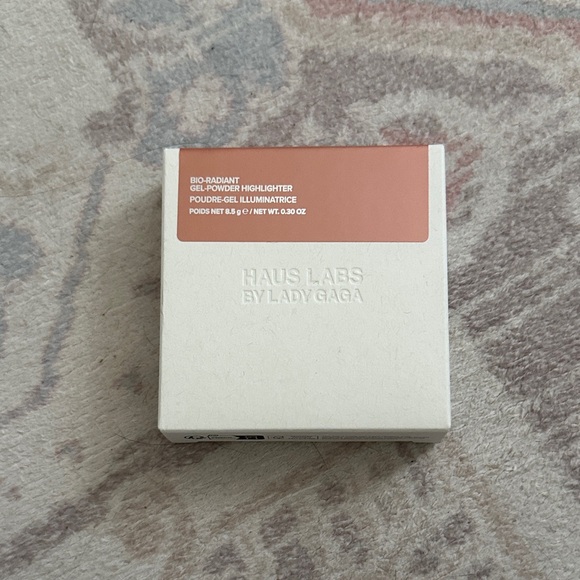 BIO-RADIANT
GEL-POWDER HIGHLIGHTER
POUDRE-GEL ILLUMINATRICE
POIDS NET 8.5 g ℮ / NET WT. 0.30 OZ
HAUS LABS
BY LADY GAGA